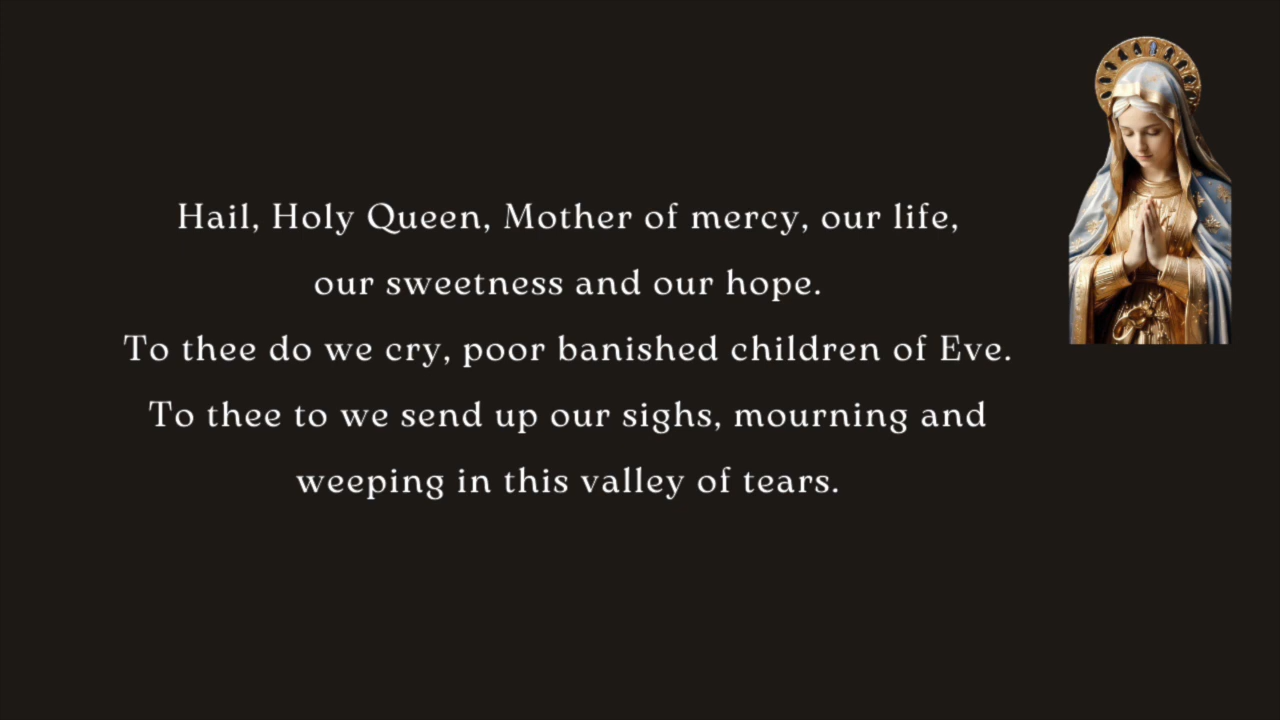 Hail, Holy Queen, Mother of mercy, our life,
our sweetness and our hope.
To thee do we cry, poor banished children of Eve.
To thee to we send up our sighs, mourning and
weeping in this valley of tears.